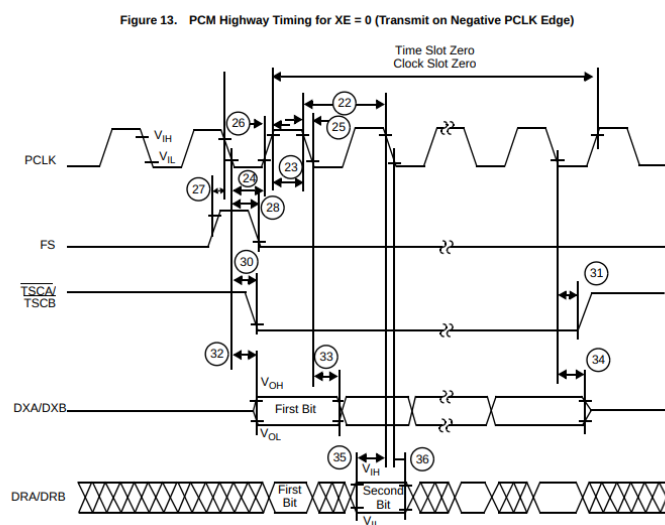 Figure 13. PCM Highway Timing for XE = 0 (Transmit on Negative PCLK Edge)
Time Slot Zero
Clock Slot Zero
22
26
25
VIH
PCLK
VIL
23
24
27
28
FS
30
31
TSCA/
TSCB
32
33
34
VOH
DXA/DXB
First Bit
VOL
35
36
VIH
DRA/DRB
First
Bit
Second
Bit
VIL